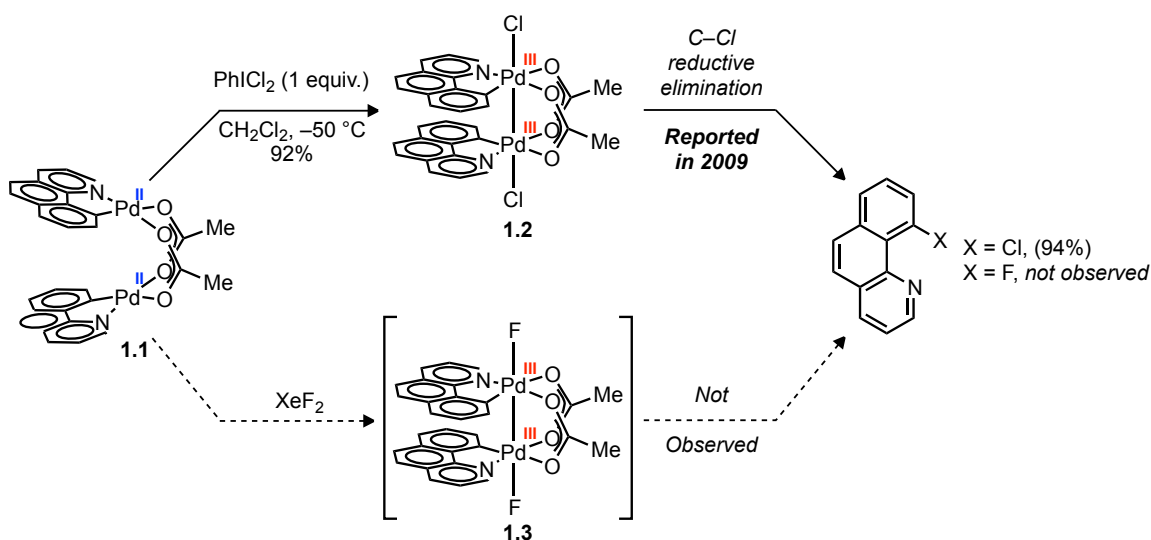 PhICl2 (1 equiv.)
CH2Cl2, –50 °C
92%
Cl
III
N Pd O
O
Me
III
Pd O
N O
Me
Cl
1.2
C–Cl
reductive
elimination
Reported
in 2009
II
N Pd O
O
Me
II
Pd O
O
N
Me
1.1
X
N
X = Cl, (94%)
X = F, not observed
XeF2
F
III
N Pd O
O
Me
III
Pd O
N O
Me
F
1.3
Not
Observed